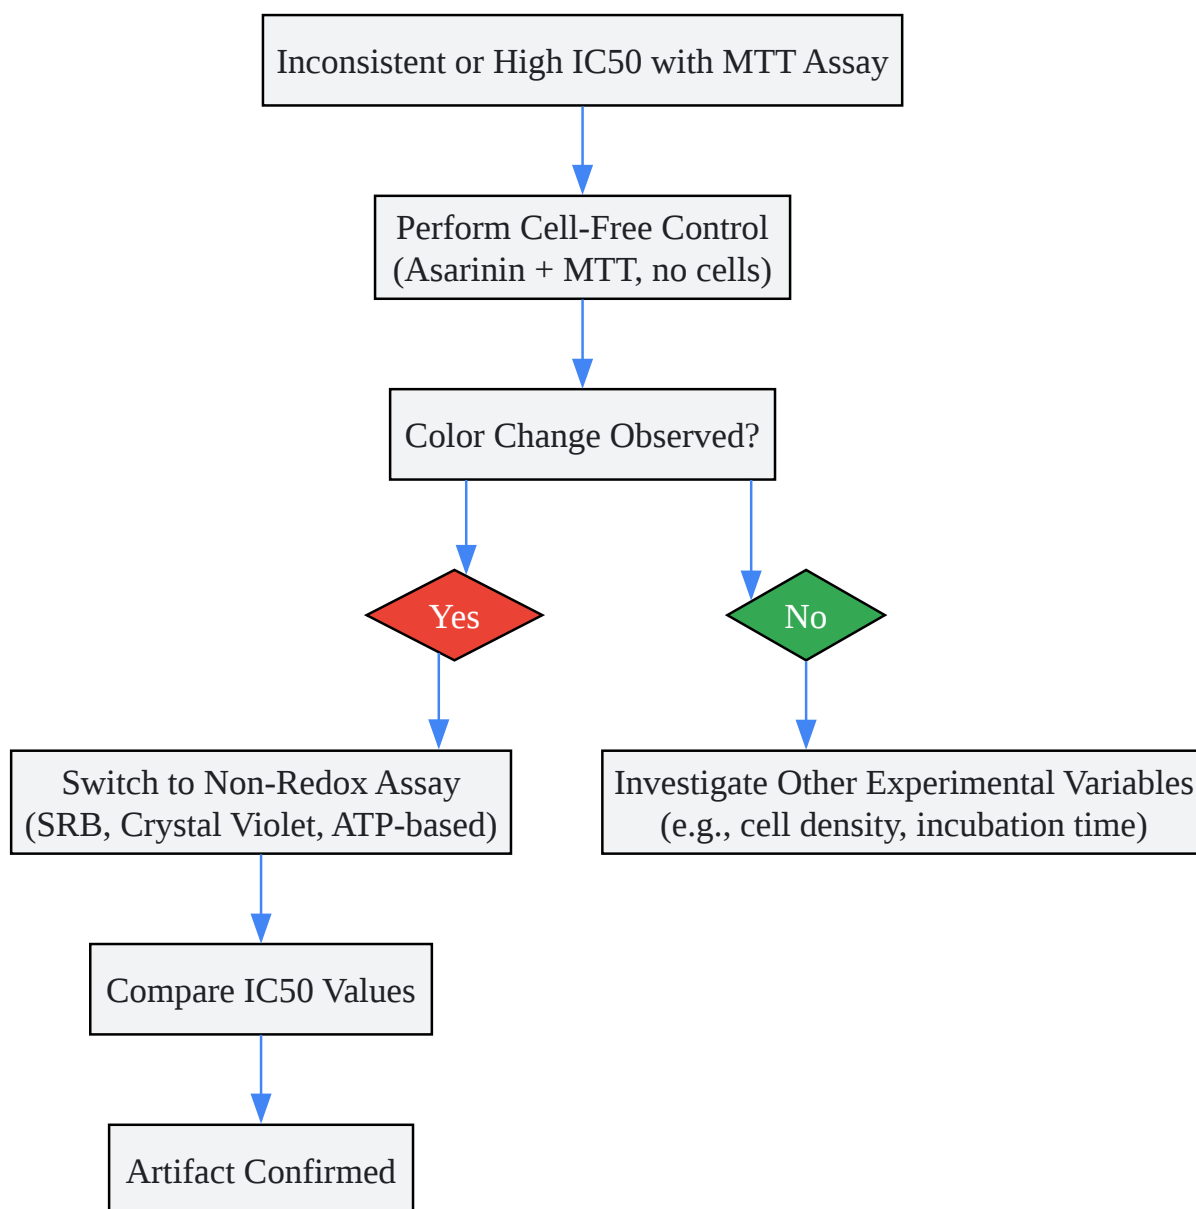 Inconsistent or High IC50 with MTT Assay
Perform Cell-Free Control
(Asarinin + MTT, no cells)
Color Change Observed?
Yes
No
Switch to Non-Redox Assay
(SRB, Crystal Violet, ATP-based)
Investigate Other Experimental Variables
(e.g., cell density, incubation time)
Compare IC50 Values
Artifact Confirmed